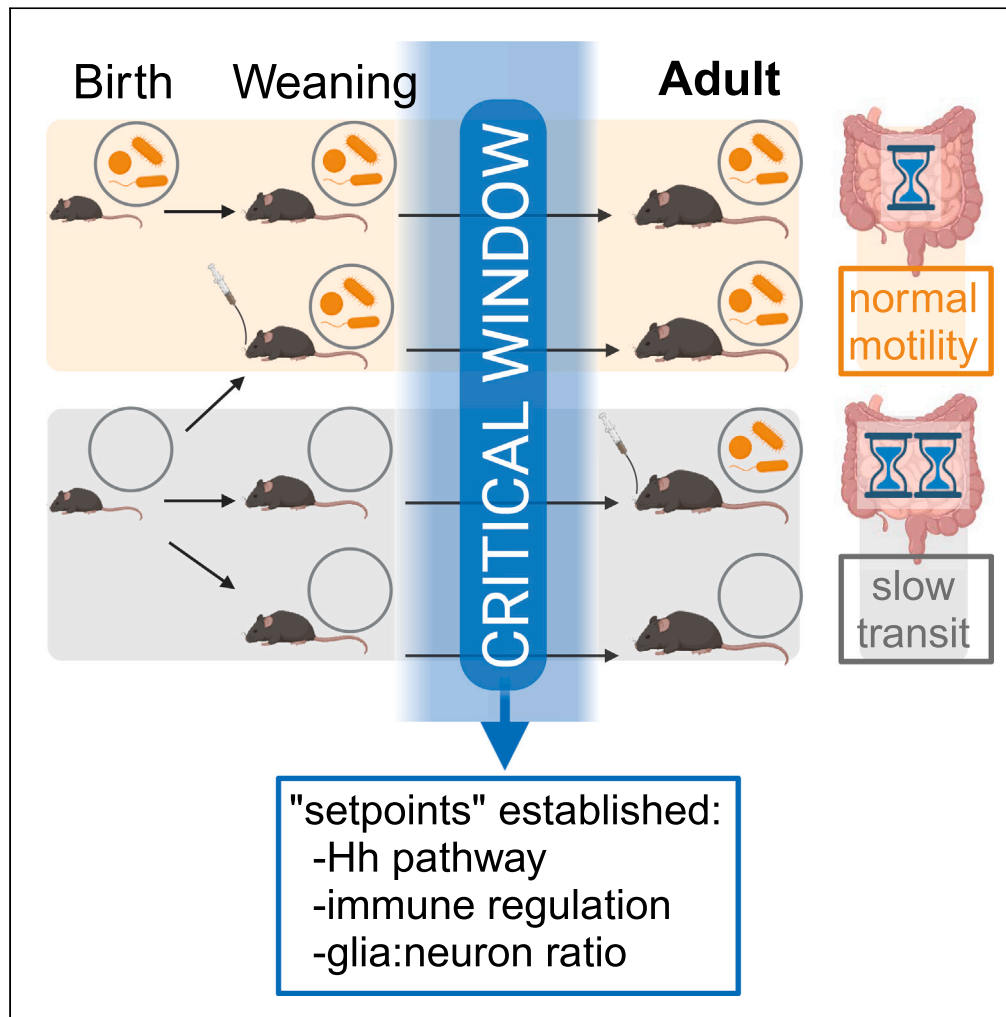 Birth
Weaning
Adult
CRITICAL WINDOW
normal
motility
slow
transit
"setpoints" established:
-Hh pathway
-immune regulation
-glia:neuron ratio